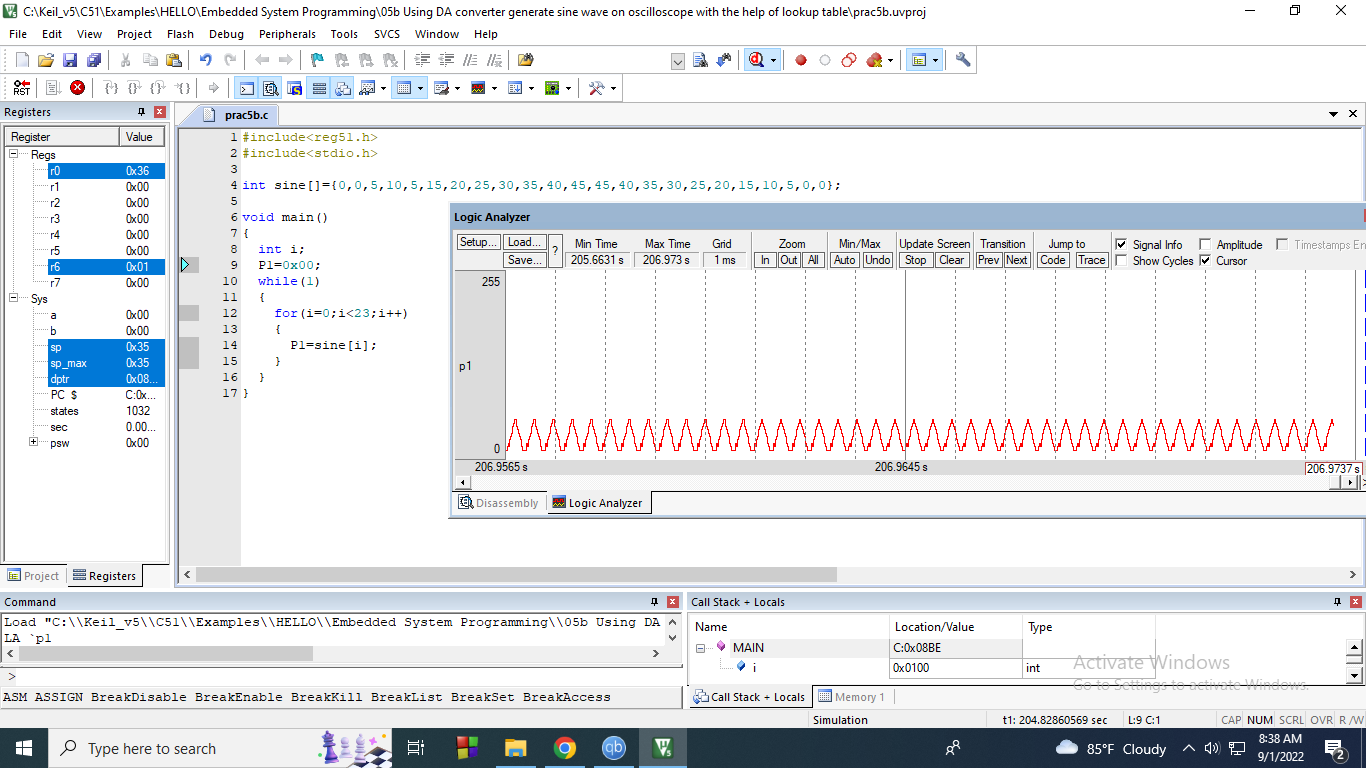 C:\Keil_v5\C51\Examples\HELLO\Embedded System Programming\05b Using DA converter generate sine wave on oscilloscope with the help of lookup table\prac5b.uvproj
File Edit View Project Flash Debug Peripherals Tools SVCS Window Help
RST
Registers
Register Value
Regs
r0 0x36
r1 0x00
r2 0x00
r3 0x00
r4 0x00
r5 0x00
r6 0x01
r7 0x00
Sys
a 0x00
b 0x00
sp 0x35
sp_max 0x35
dptr 0x08...
PC $ C:0x...
states 1032
sec 0.00...
psw 0x00
Project Registers
prac5b.c
1 #include<reg51.h>
2 #include<stdio.h>
3
4 int sine[]={0,0,5,10,5,15,20,25,30,35,40,45,45,40,35,30,25,20,15,10,5,0,0};
5
6 void main()
7 {
8 int i;
9 P1=0x00;
10 while(1)
11 {
12 for(i=0;i<23;i++)
13 {
14 P1=sine[i];
15 }
16 }
17 }
Logic Analyzer
Setup... Load... ? Min Time Max Time Grid Zoom Min/Max Update Screen Transition Jump to Signal Info Amplitude Timestamps En
Save... 205.6631 s 206.973 s 1 ms In Out All Auto Undo Stop Clear Prev Next Code Trace Show Cycles Cursor
255
p1
0
206.9565 s 206.9645 s 206.9737 s
Disassembly Logic Analyzer
Command
Load "C:\\Keil_v5\\C51\\Examples\\HELLO\\Embedded System Programming\\05b Using DA
LA `p1
>
ASM ASSIGN BreakDisable BreakEnable BreakKill BreakList BreakSet BreakAccess
Call Stack + Locals
Name Location/Value Type
MAIN C:0x08BE
i 0x0100 int
Activate Windows
Go to Settings to activate Windows.
Call Stack + Locals Memory 1
Simulation t1: 204.82860569 sec L:9 C:1 CAP NUM SCRL OVR R/W
Type here to search
qb
85°F Cloudy
8:38 AM
9/1/2022
2